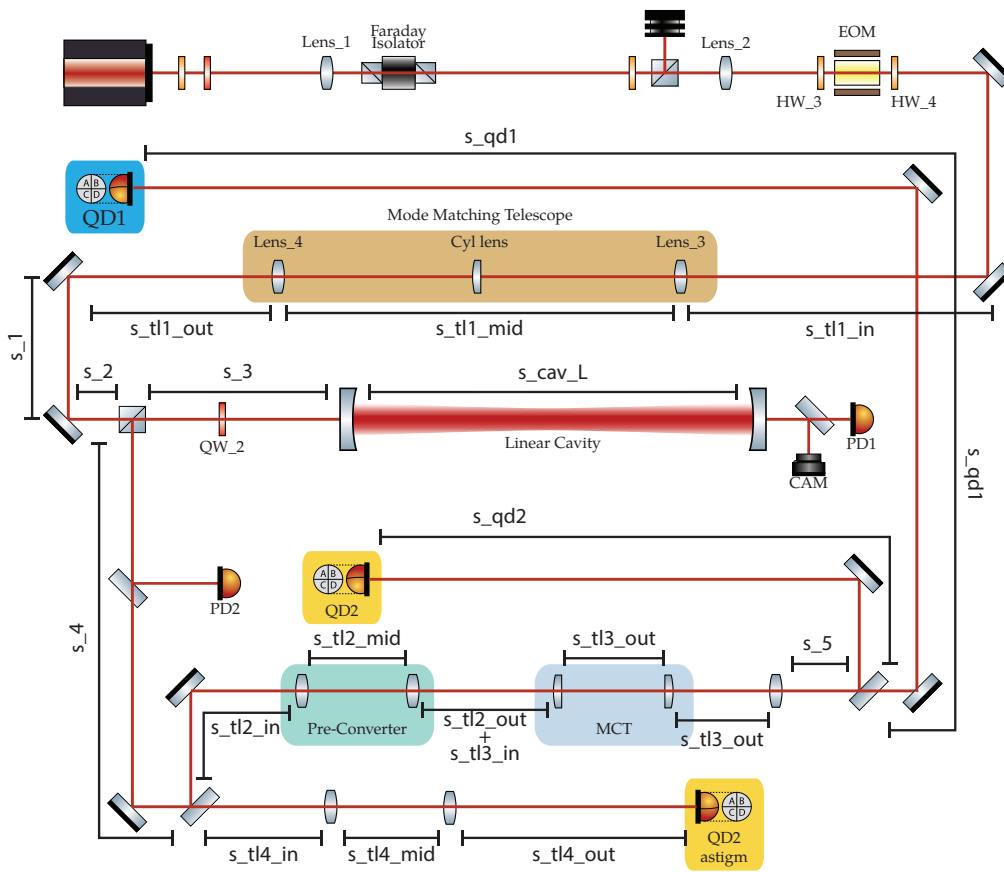 Lens_1
Faraday
Isolator
Lens_2
EOM
HW_3
HW_4
s_qd1
A B
C D
QD1
Mode Matching Telescope
Lens_4
Cyl lens
Lens_3
s_tl1_out
s_tl1_mid
s_tl1_in
s_1
s_2
s_3
s_cav_L
QW_2
Linear Cavity
PD1
CAM
s_qd1
s_qd2
A B
C D
QD2
PD2
s_4
s_tl2_mid
s_tl3_out
s_5
s_tl2_in
Pre-Converter
s_tl2_out
+
s_tl3_in
MCT
s_tl3_out
A B
C D
QD2
astigm
s_tl4_in
s_tl4_mid
s_tl4_out